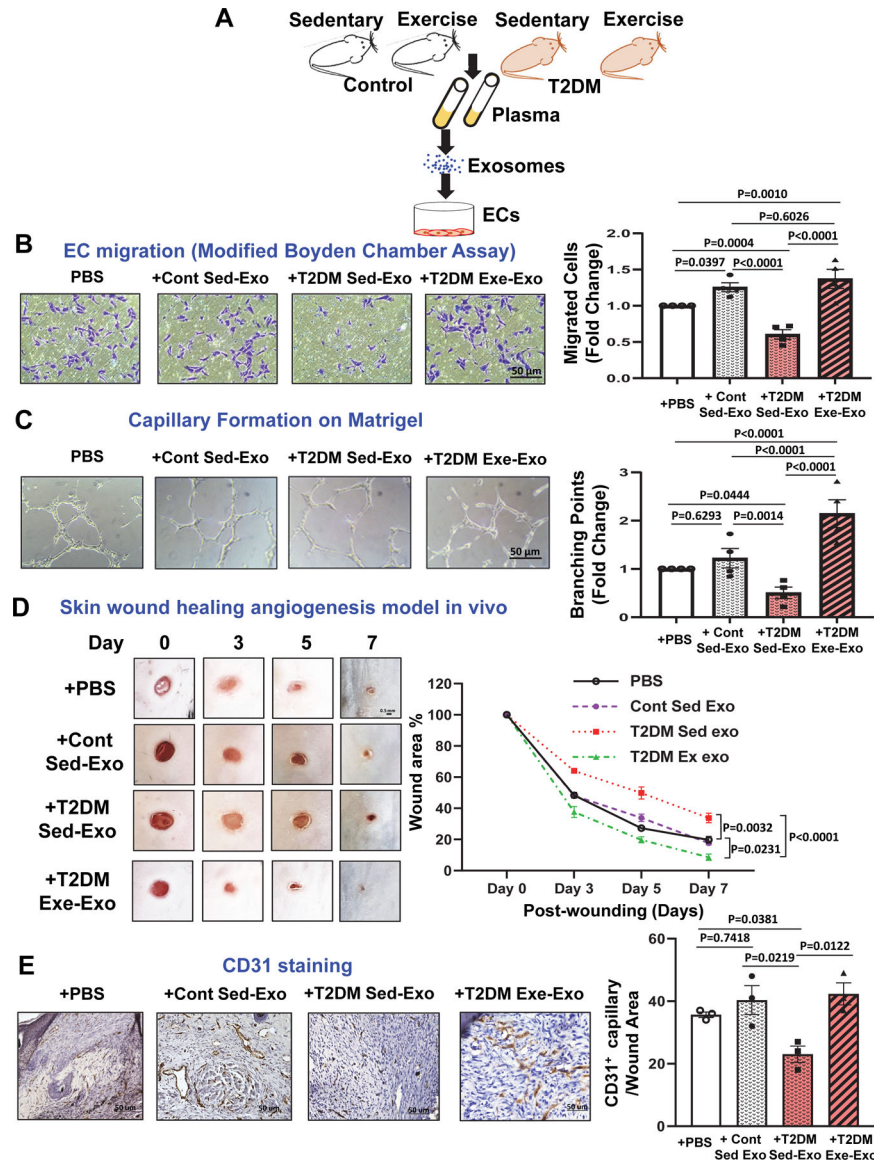 A
Sedentary Exercise Sedentary Exercise
Control T2DM
Plasma
Exosomes
ECs
B
EC migration (Modified Boyden Chamber Assay)
PBS +Cont Sed-Exo +T2DM Sed-Exo +T2DM Exe-Exo
50 µm
P=0.0010
P=0.6026
P=0.0004 P<0.0001
P=0.0397 P<0.0001
Migrated Cells
(Fold Change)
2.0
1.5
1.0
0.5
0.0
+PBS + Cont Sed-Exo +T2DM Sed-Exo +T2DM Exe-Exo
C
Capillary Formation on Matrigel
PBS +Cont Sed-Exo +T2DM Sed-Exo +T2DM Exe-Exo
50 µm
P<0.0001
P<0.0001
P=0.0444 P<0.0001
P=0.6293 P=0.0014
Branching Points
(Fold Change)
3
2
1
0
+PBS + Cont Sed-Exo +T2DM Sed-Exo +T2DM Exe-Exo
D
Skin wound healing angiogenesis model in vivo
Day 0 3 5 7
+PBS
0.5 mm
+Cont
Sed-Exo
+T2DM
Sed-Exo
+T2DM
Exe-Exo
Wound area %
120
100
80
60
40
20
0
PBS
Cont Sed Exo
T2DM Sed exo
T2DM Ex exo
P=0.0032
P=0.0231
P<0.0001
Day 0 Day 3 Day 5 Day 7
Post-wounding (Days)
E
CD31 staining
+PBS +Cont Sed-Exo +T2DM Sed-Exo +T2DM Exe-Exo
50 um 50 um 50 um 50 um
P=0.0381
P=0.7418 P=0.0122
P=0.0219
CD31⁺ capillary
/Wound Area
60
40
20
0
+PBS + Cont Sed Exo +T2DM Sed-Exo +T2DM Exe-Exo